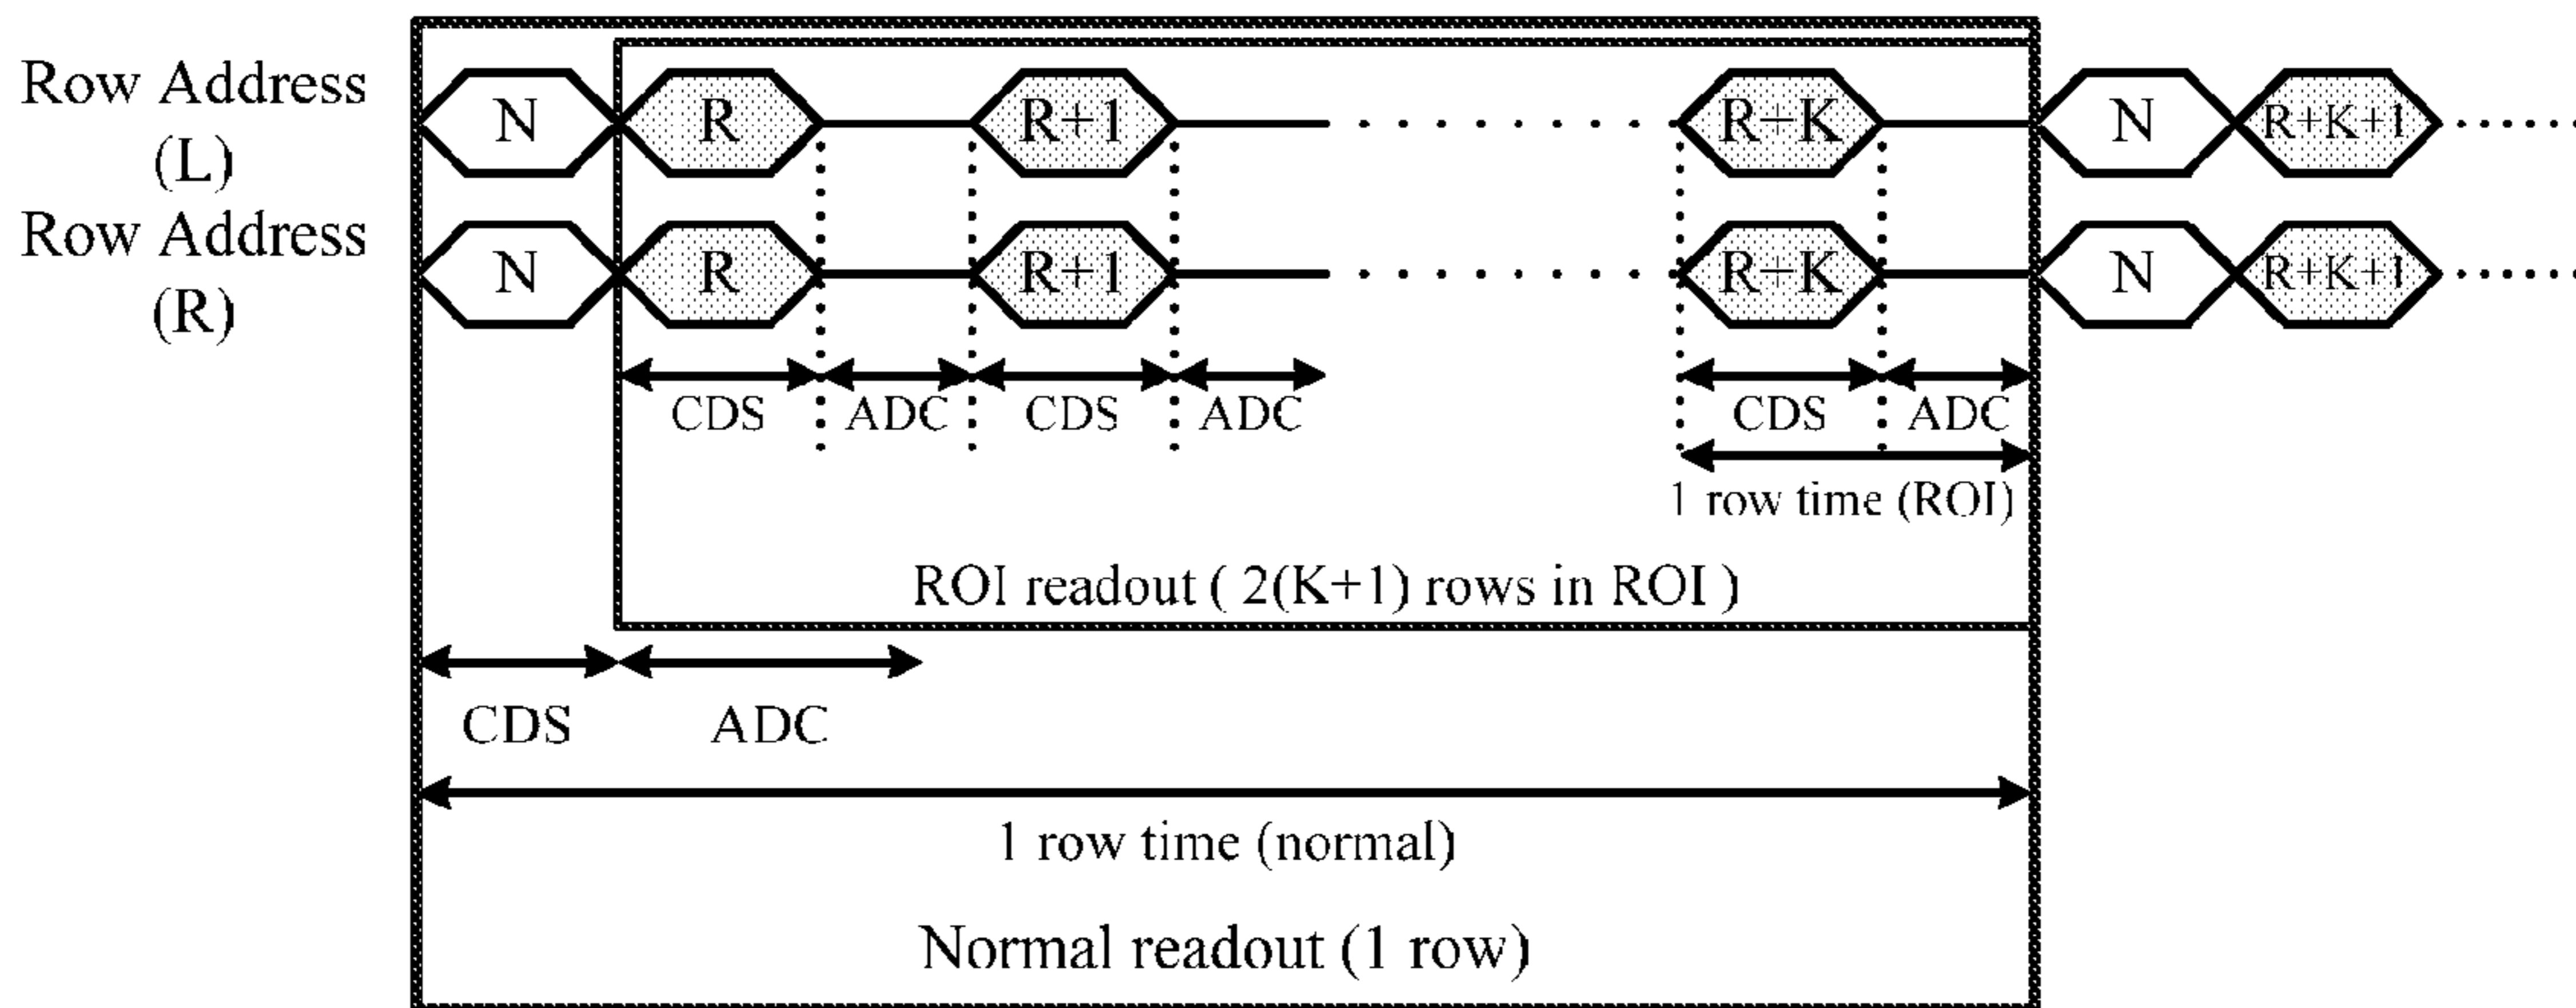 Row Address
(L)
N R R+1 R+K N R+K+1
Row Address
(R)
N R R+1 R+K N R+K+1
CDS ADC CDS ADC CDS ADC
1 row time (ROI)
ROI readout ( 2(K+1) rows in ROI )
CDS ADC
1 row time (normal)
Normal readout (1 row)